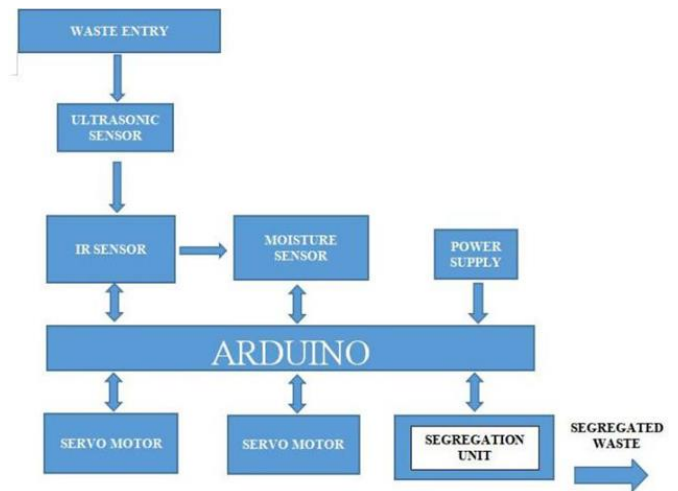 WASTE ENTRY
ULTRASONIC
SENSOR
IR SENSOR
MOISTURE
SENSOR
POWER
SUPPLY
ARDUINO
SERVO MOTOR
SERVO MOTOR
SEGREGATION
UNIT
SEGREGATED
WASTE